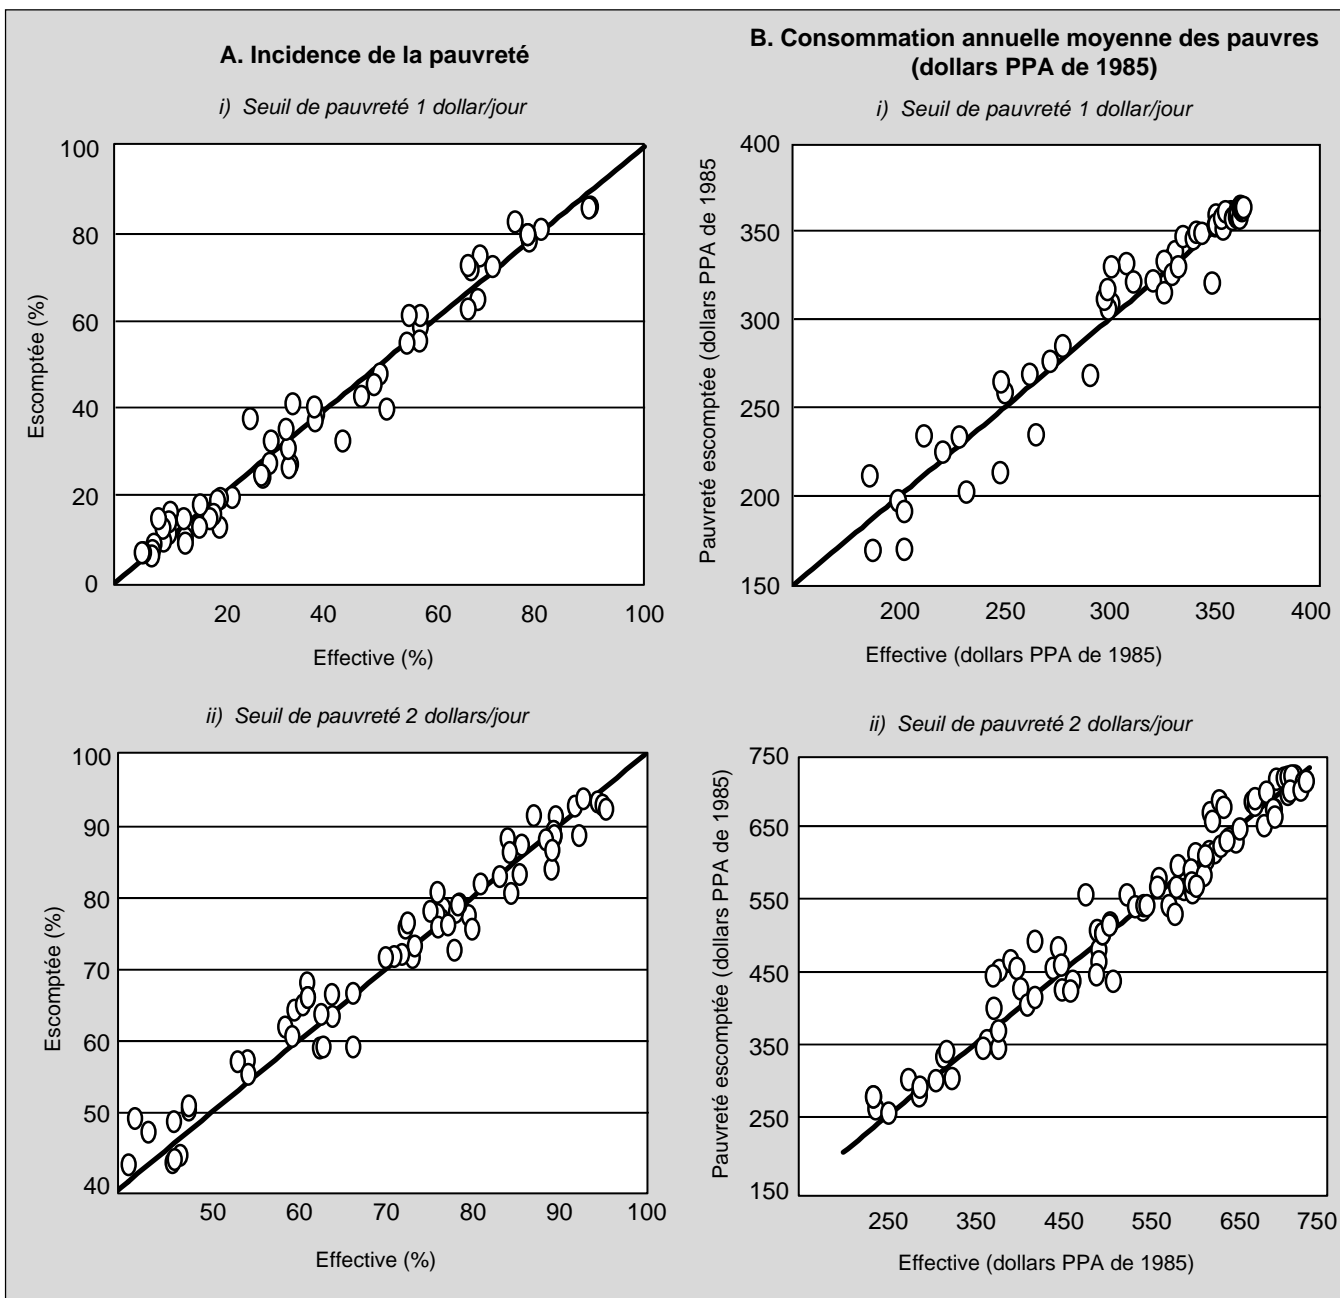 A. Incidence de la pauvreté
i) Seuil de pauvreté 1 dollar/jour
Escomptée (%)
100
80
60
40
20
0
20 40 60 80 100
Effective (%)
B. Consommation annuelle moyenne des pauvres
(dollars PPA de 1985)
i) Seuil de pauvreté 1 dollar/jour
Pauvreté escomptée (dollars PPA de 1985
400
350
300
250
200
150
200 250 300 350 400
Effective (dollars PPA de 1985)
ii) Seuil de pauvreté 2 dollars/jour
Escomptée (%)
100
90
80
70
60
50
40
50 60 70 80 90 100
Effective (%)
ii) Seuil de pauvreté 2 dollars/jour
Pauvreté escomptée (dollars PPA de 1985)
750
650
550
450
350
250
150
250 350 450 550 650 750
Effective (dollars PPA de 1985)